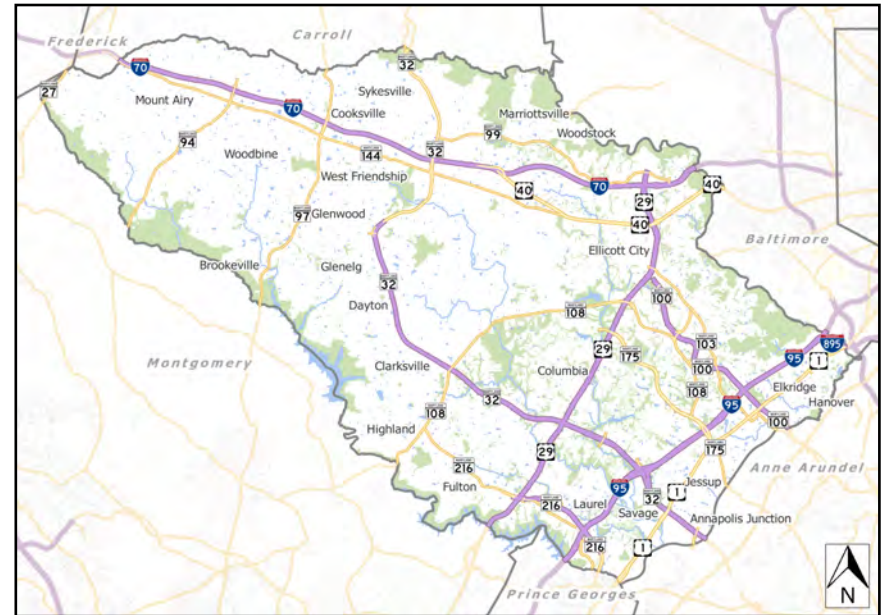 Frederick
Carroll
70
MARYLAND
32
27
Mount Airy
Sykesville
70
Cooksville
Marriottsville
94
99
Woodstock
Woodbine
144
32
West Friendship
40
70
40
97
Glenwood
29
40
Ellicott City
Baltimore
Brookeville
Glenelg
32
100
Dayton
108
103
895
Montgomery
29
175
95
1
Clarksville
Columbia
100
Elkridge
108
32
108
95
Hanover
Highland
100
29
175
216
Anne Arundel
Fulton
95
Jessup
1
216
Laurel
32
Savage
Annapolis Junction
216
1
Prince Georges
N